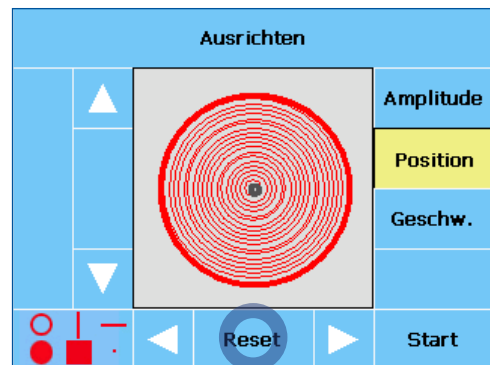 Ausrichten
Amplitude
Position
Geschw.
Reset
Start